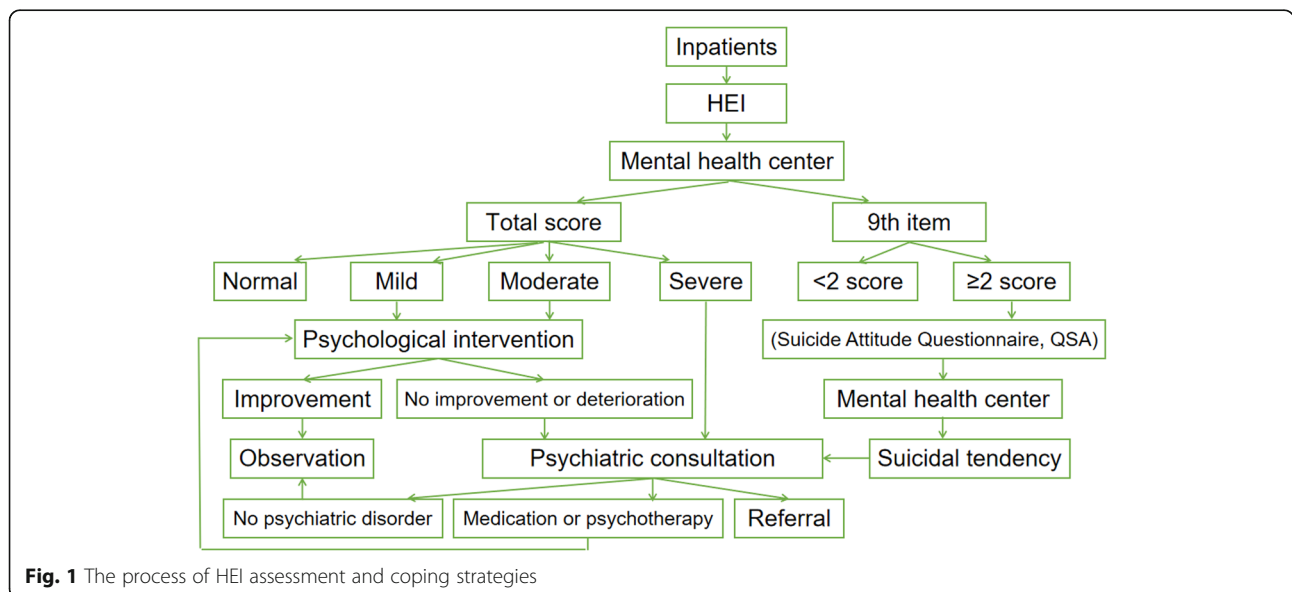 Inpatients
HEI
Mental health center
Total score
9th item
Normal
Mild
Moderate
Severe
<2 score
≥2 score
Psychological intervention
(Suicide Attitude Questionnaire, QSA)
Improvement
No improvement or deterioration
Mental health center
Observation
Psychiatric consultation
Suicidal tendency
No psychiatric disorder
Medication or psychotherapy
Referral
Fig. 1 The process of HEI assessment and coping strategies